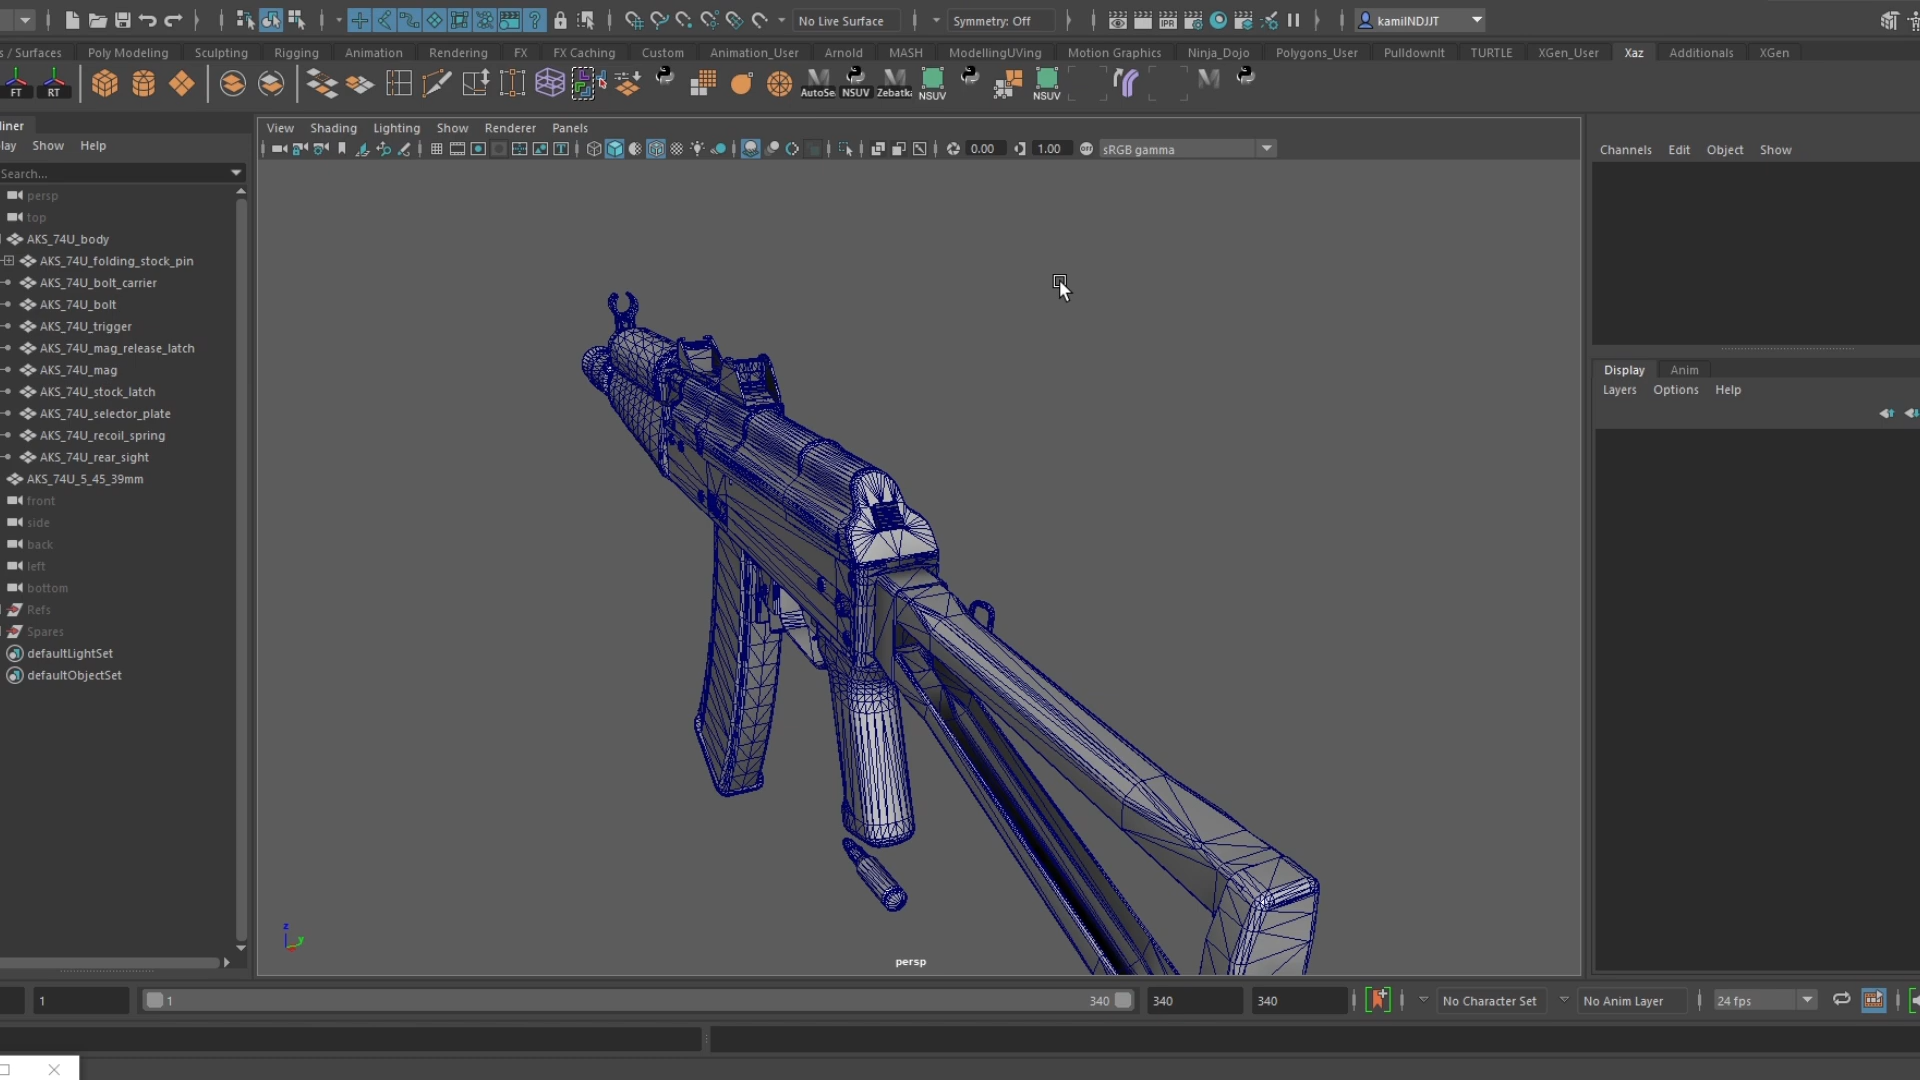 No Live Surface
Symmetry: Off
kamilNDJJT
s / Surfaces
Poly Modeling
Sculpting
Rigging
Animation
Rendering
FX
FX Caching
Custom
Animation_User
Arnold
MASH
ModellingUVing
Motion Graphics
Ninja_Dojo
Polygons_User
PulldownIt
TURTLE
XGen_User
Xaz
Additionals
XGen
IPR
FT
RT
AutoSe
NSUV
Zebatka
NSUV
NSUV
liner
lay
Show
Help
View
Shading
Lighting
Show
Renderer
Panels
0.00
1.00
sRGB gamma
Channels
Edit
Object
Show
Search...
persp
top
AKS_74U_body
AKS_74U_folding_stock_pin
AKS_74U_bolt_carrier
AKS_74U_bolt
AKS_74U_trigger
AKS_74U_mag_release_latch
AKS_74U_mag
AKS_74U_stock_latch
AKS_74U_selector_plate
AKS_74U_recoil_spring
AKS_74U_rear_sight
AKS_74U_5_45_39mm
front
side
back
left
bottom
Refs
Spares
defaultLightSet
defaultObjectSet
Display
Anim
Layers
Options
Help
z
y
persp
1
1
340
340
340
No Character Set
No Anim Layer
24 fps